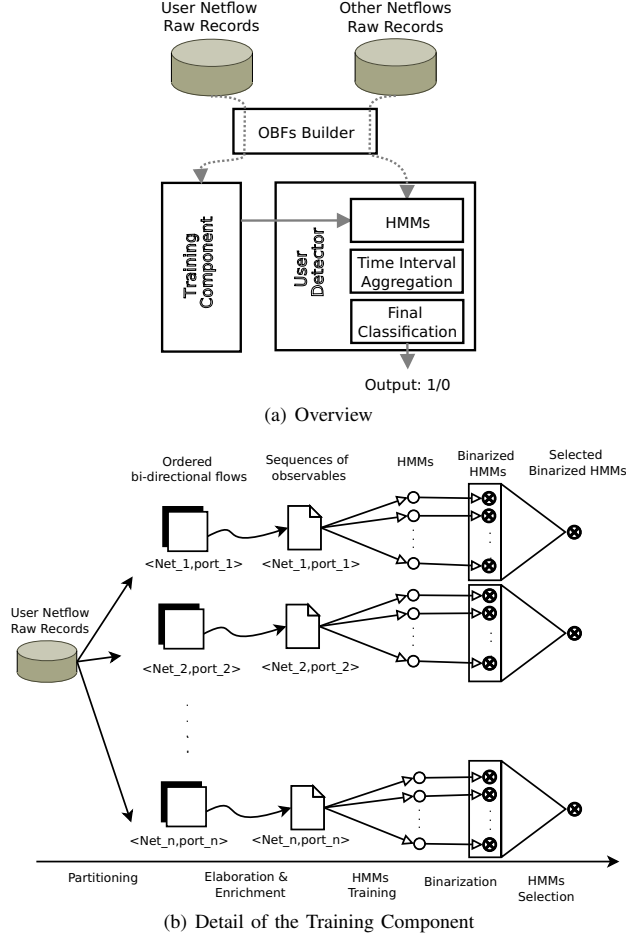 User Netflow
Raw Records
Other Netflows
Raw Records
OBFs Builder
Training
Component
User
Detector
HMMs
Time Interval
Aggregation
Final
Classification
Output: 1/0
(a) Overview
Ordered
bi-directional flows
Sequences of
observables
HMMs
Binarized
HMMs
Selected
Binarized HMMs
<Net_1,port_1>
<Net_1,port_1>
User Netflow
Raw Records
<Net_2,port_2>
<Net_2,port_2>
<Net_n,port_n>
<Net_n,port_n>
Partitioning
Elaboration &
Enrichment
HMMs
Training
Binarization
HMMs
Selection
(b) Detail of the Training Component